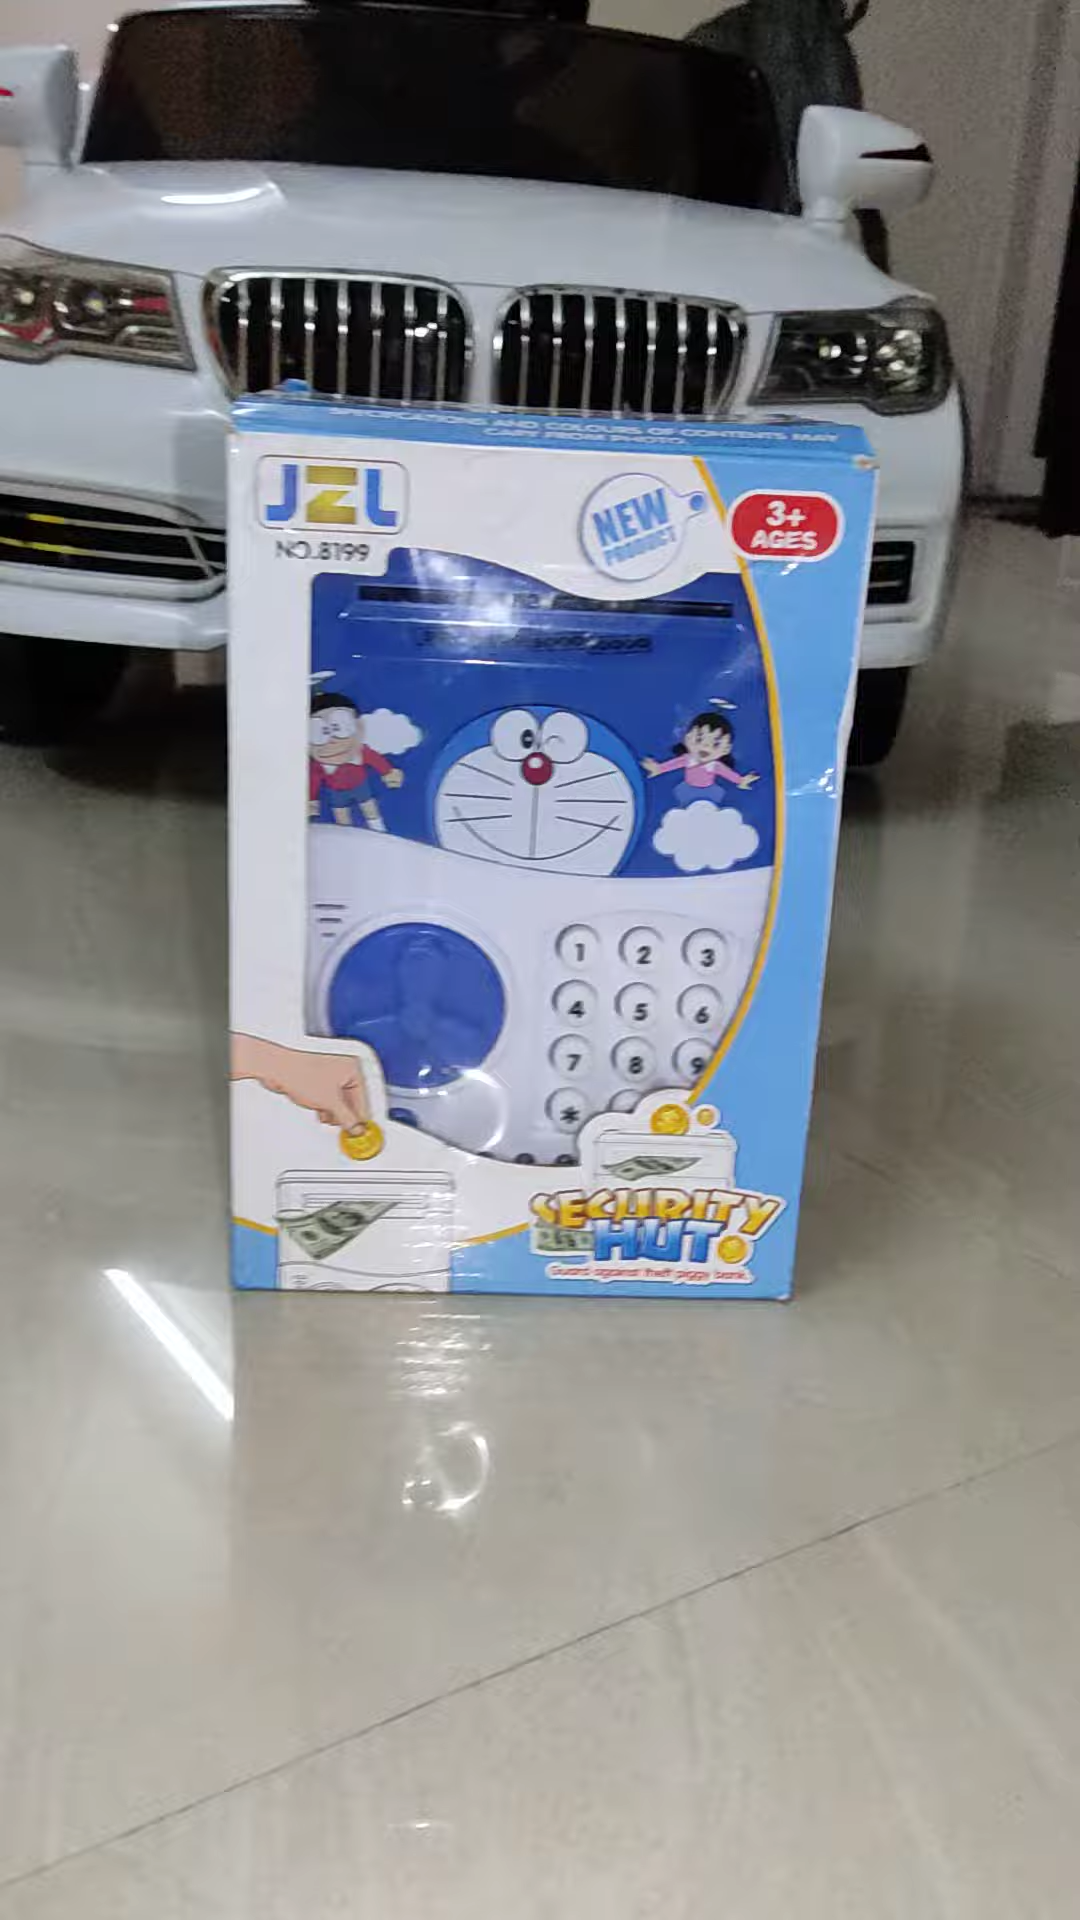 SPECIFICATIONS AND COLOURS OF CONTENTS MAY
VARY FROM PHOTO
JZL
NO.8199
NEW
PRODUCT
3+
AGES
1 2 3
4 5 6
7 8 9
*
SECURITY
HUT
Guard against theft piggy bank